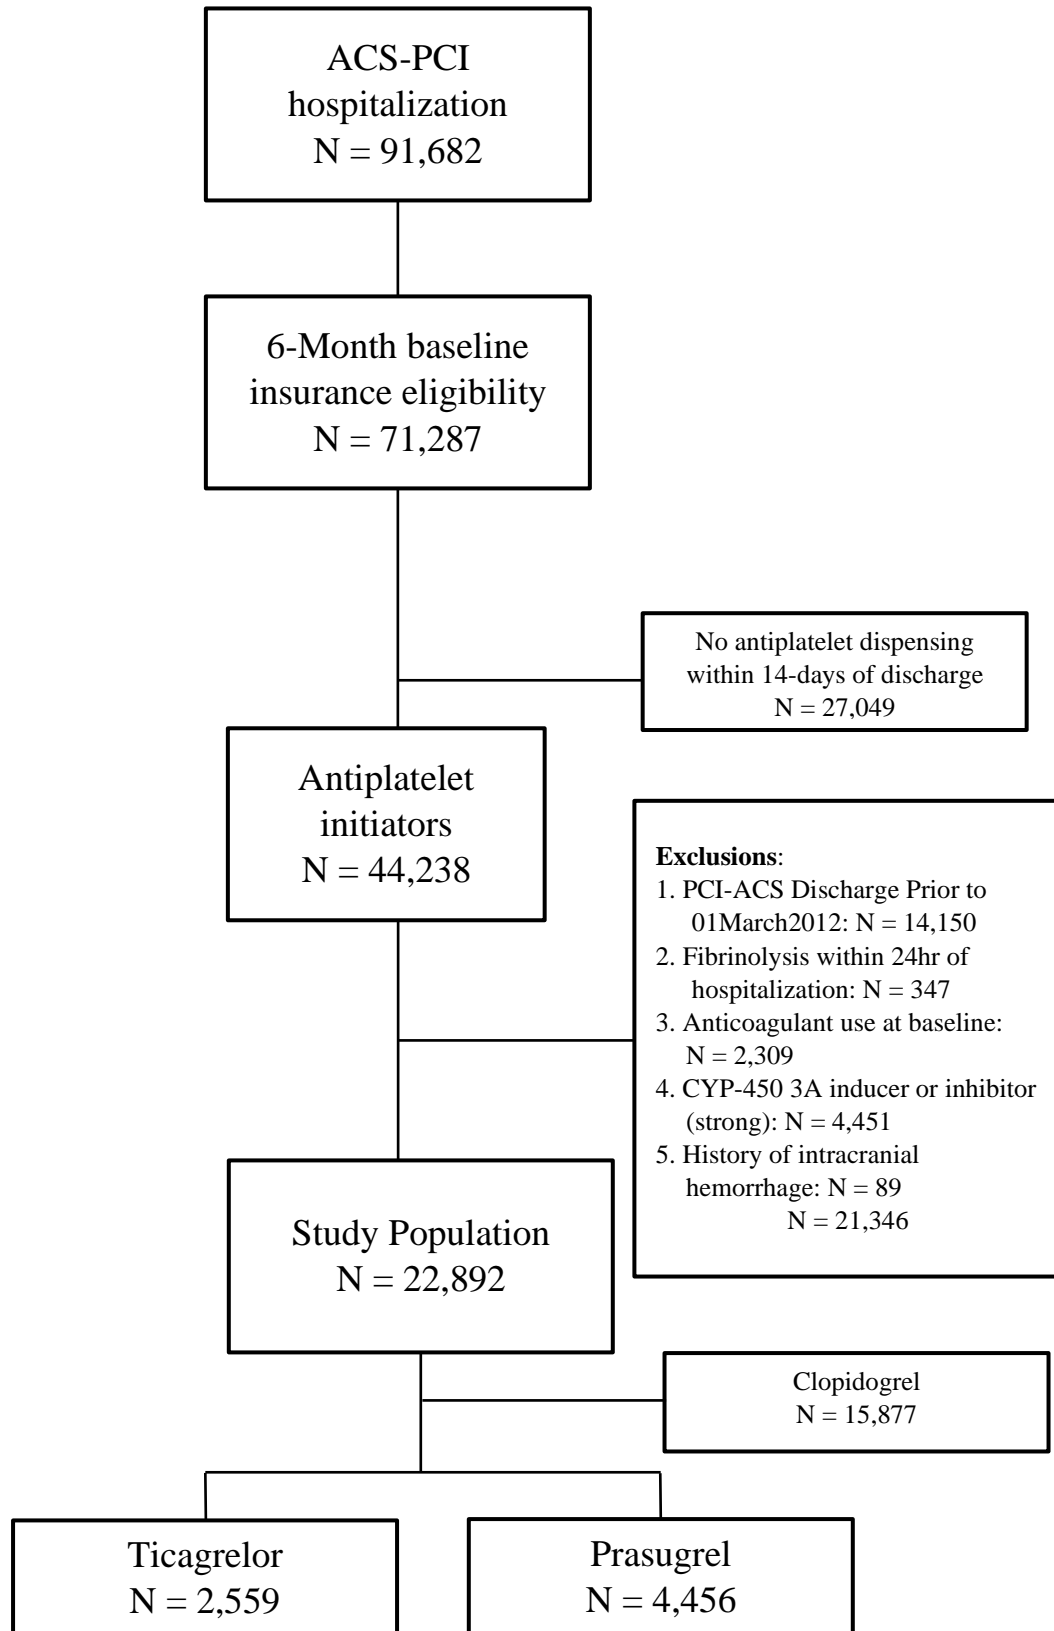 ACS-PCI
hospitalization
N = 91,682
6-Month baseline
insurance eligibility
N = 71,287
No antiplatelet dispensing
within 14-days of discharge
N = 27,049
Antiplatelet
initiators
N = 44,238
Exclusions:
1. PCI-ACS Discharge Prior to
01March2012: N = 14,150
2. Fibrinolysis within 24hr of
hospitalization: N = 347
3. Anticoagulant use at baseline:
N = 2,309
4. CYP-450 3A inducer or inhibitor
(strong): N = 4,451
5. History of intracranial
hemorrhage: N = 89
N = 21,346
Study Population
N = 22,892
Clopidogrel
N = 15,877
Ticagrelor
N = 2,559
Prasugrel
N = 4,456